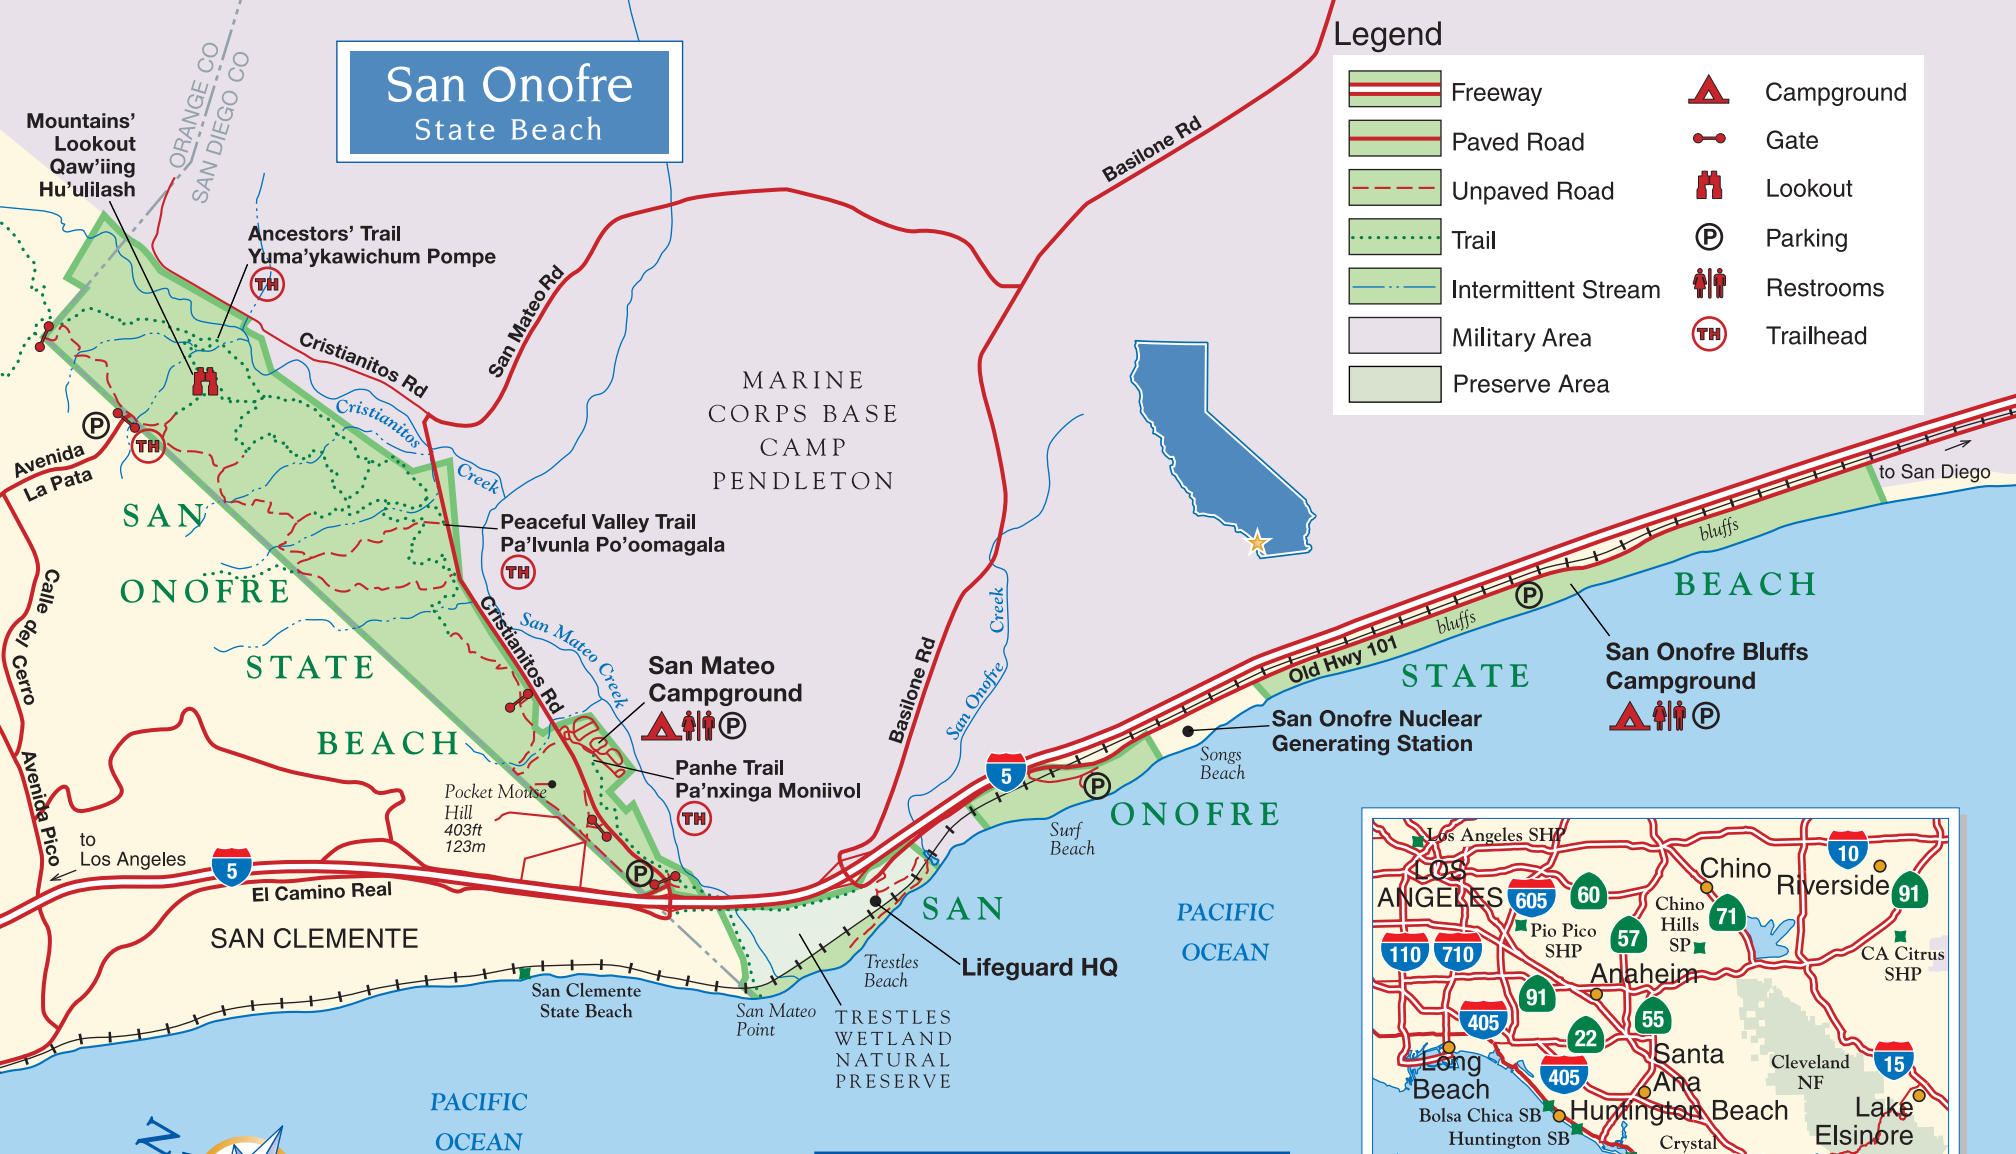 San Onofre
State Beach
Legend
Freeway
Paved Road
Unpaved Road
Trail
Intermittent Stream
Military Area
Preserve Area
Campground
Gate
Lookout
P
Parking
Restrooms
TH
Trailhead
ORANGE CO
SAN DIEGO CO
Mountains'
Lookout
Qaw'iing
Hu'ulilash
Ancestors' Trail
Yuma'ykawichum Pompe
TH
Cristianitos Rd
San Mateo Rd
Basilone Rd
MARINE
CORPS BASE
CAMP
PENDLETON
Cristianitos
Creek
P
TH
Avenida
La Pata
SAN
ONOFRE
STATE
BEACH
Peaceful Valley Trail
Pa'lvunla Po'oomagala
TH
Calle del Cerro
Cristianitos Rd
San Mateo Creek
San Mateo
Campground
P
Panhe Trail
Pa'nxinga Moniivol
TH
Pocket Mouse
Hill
403ft
123m
Avenida Pico
to
Los Angeles
5
El Camino Real
P
SAN CLEMENTE
Basilone Rd
San Onofre
Creek
5
P
Old Hwy 101
bluffs
P
bluffs
to San Diego
BEACH
STATE
ONOFRE
SAN
San Onofre Bluffs
Campground
P
San Onofre Nuclear
Generating Station
Songs
Beach
Surf
Beach
Lifeguard HQ
Trestles
Beach
San Mateo
Point
TRESTLES
WETLAND
NATURAL
PRESERVE
San Clemente
State Beach
PACIFIC
OCEAN
PACIFIC
OCEAN
N
Los Angeles SHP
LOS
ANGELES
605
60
Chino
10
Riverside
91
Pio Pico
SHP
57
Chino
Hills
SP
71
110
710
CA Citrus
SHP
Anaheim
91
405
55
22
Santa
Ana
Cleveland
NF
15
Long
Beach
405
Bolsa Chica SB
Huntington Beach
Huntington SB
Crystal
Lake
Elsinore